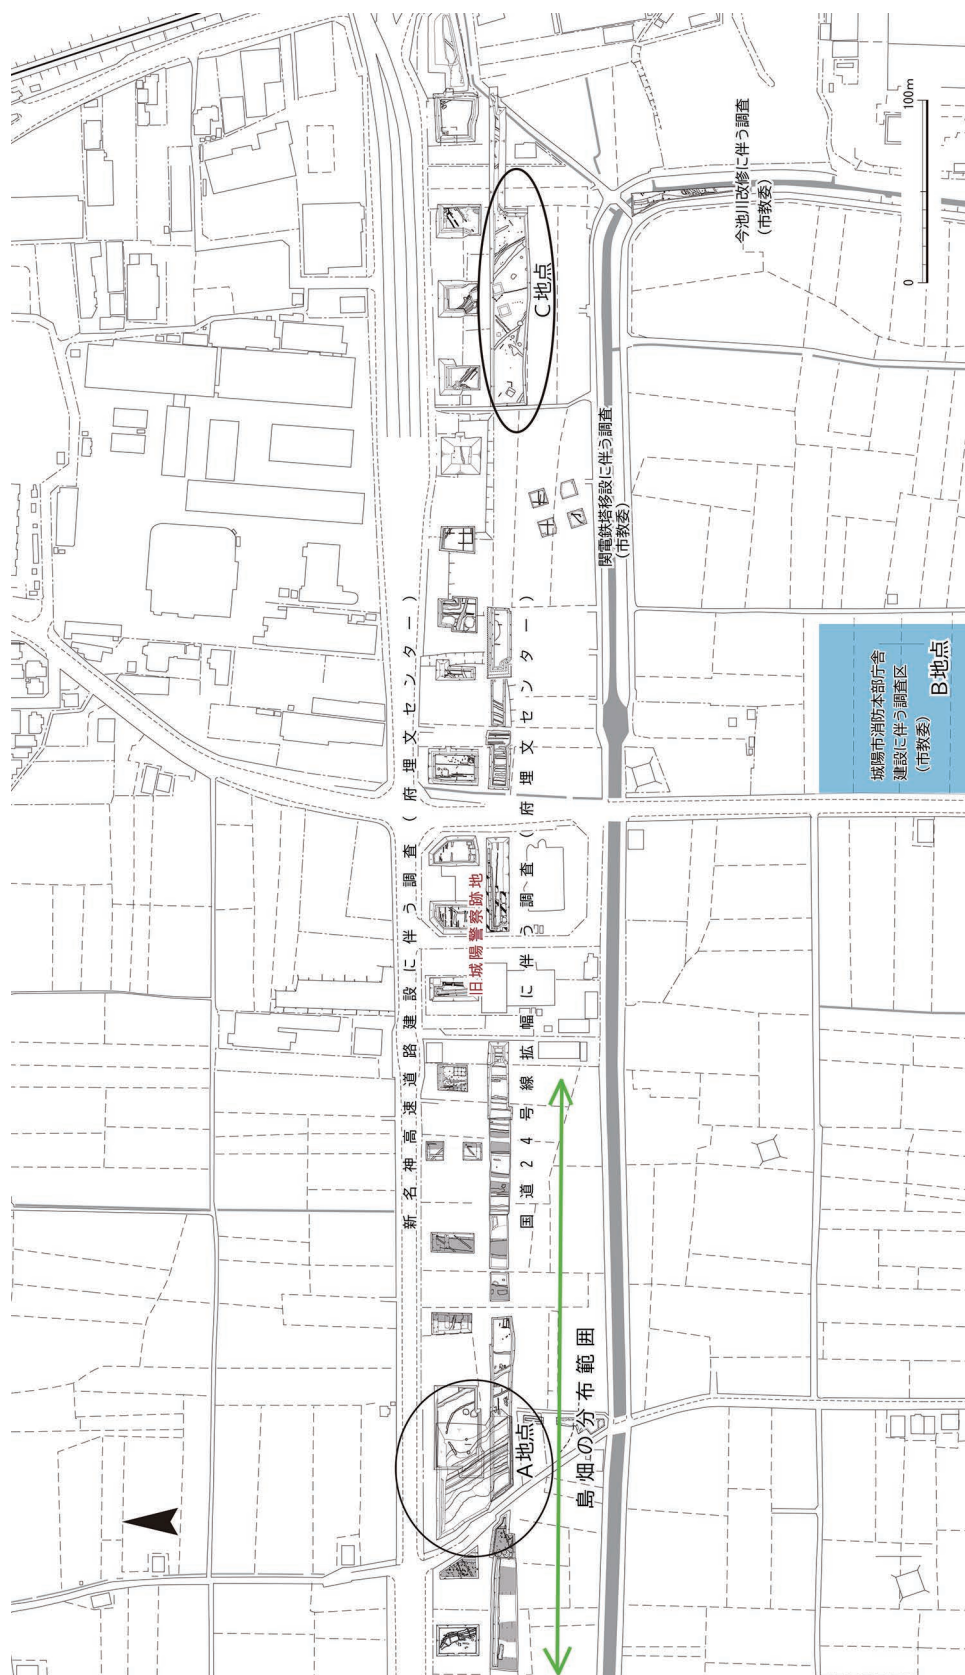 新名神高速道路建設に伴う調査(府埋文センター)
旧城陽警察跡地
国道24号線拡幅に伴う調査(府埋文センター)
A地点
島畑の分布範囲
C地点
関電鉄塔移設に伴う調査
(市教委)
今池川改修に伴う調査
(市教委)
城陽市消防本部庁舎
建設に伴う調査区
(市教委)
B地点
0
100m